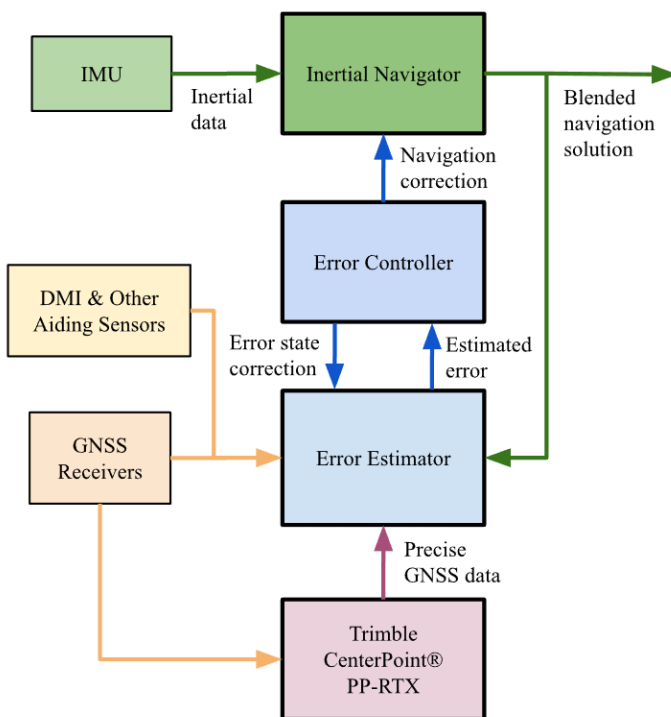 IMU
Inertial
data
Inertial Navigator
Blended
navigation
solution
Navigation
correction
Error Controller
DMI & Other
Aiding Sensors
Error state
correction
Estimated
error
GNSS
Receivers
Error Estimator
Precise
GNSS data
Trimble
CenterPoint®
PP-RTX